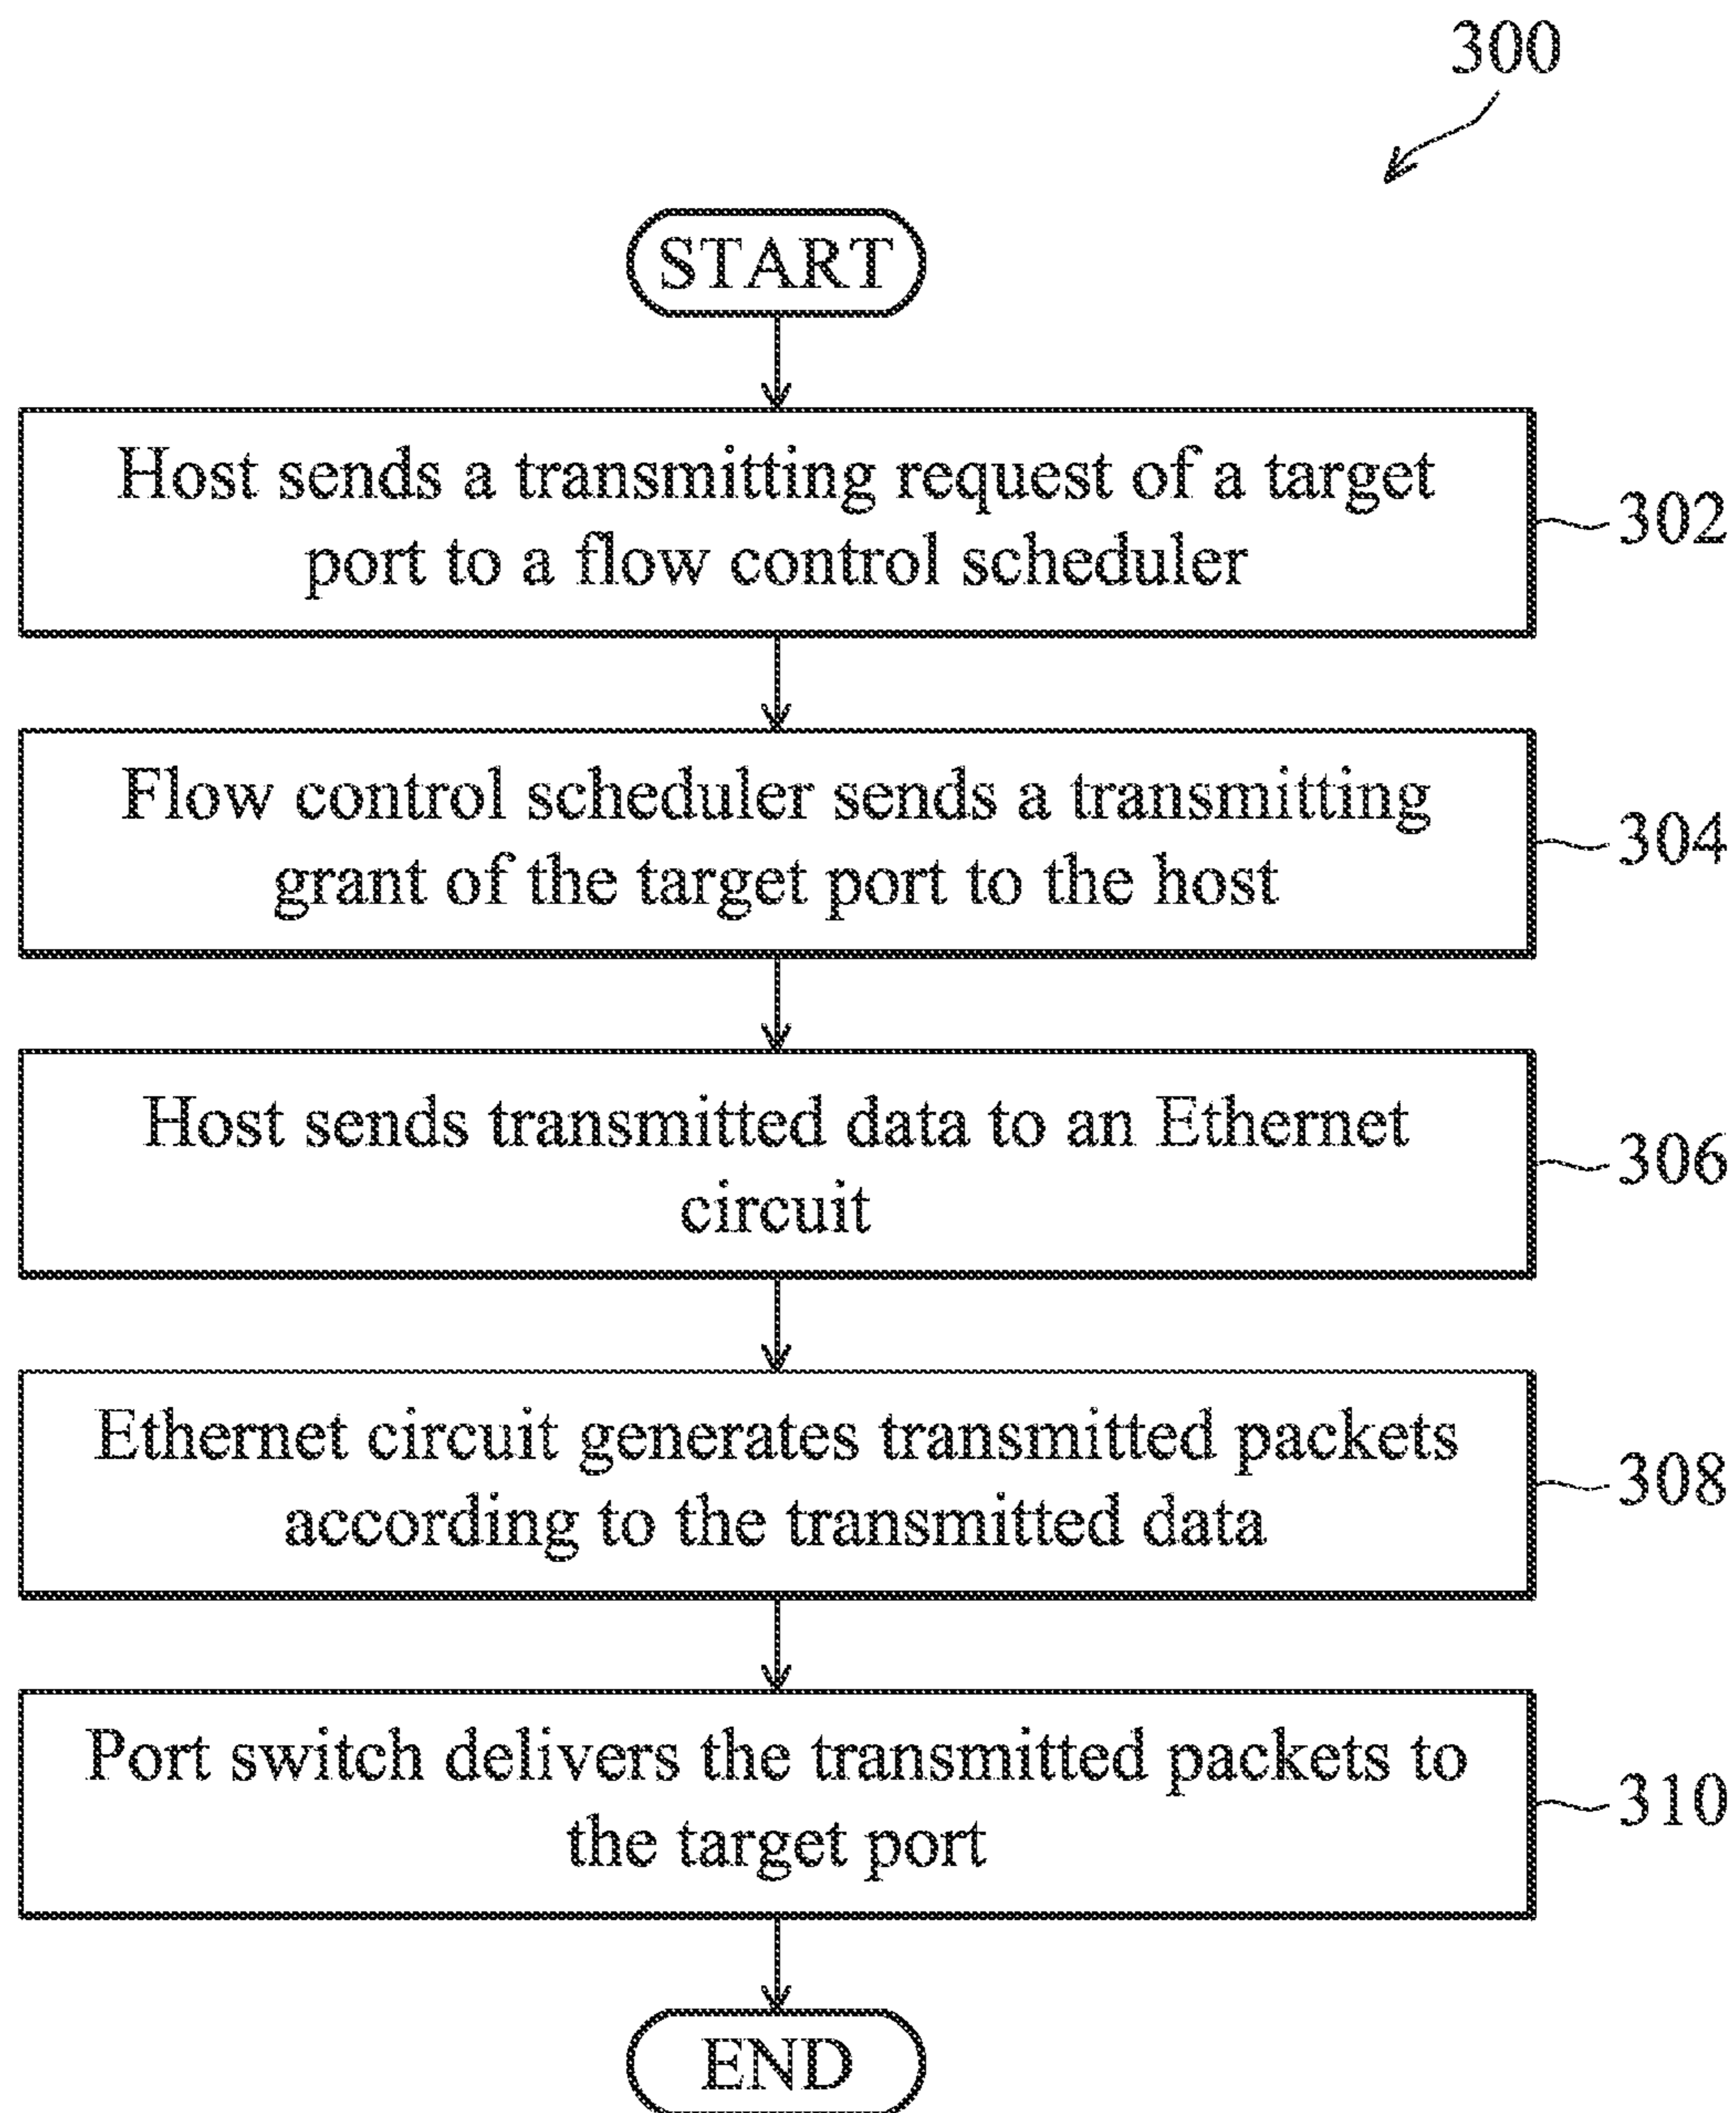 300
START
Host sends a transmitting request of a target
port to a flow control scheduler
302
Flow control scheduler sends a transmitting
grant of the target port to the host
304
Host sends transmitted data to an Ethernet
circuit
306
Ethernet circuit generates transmitted packets
according to the transmitted data
308
Port switch delivers the transmitted packets to
the target port
310
END